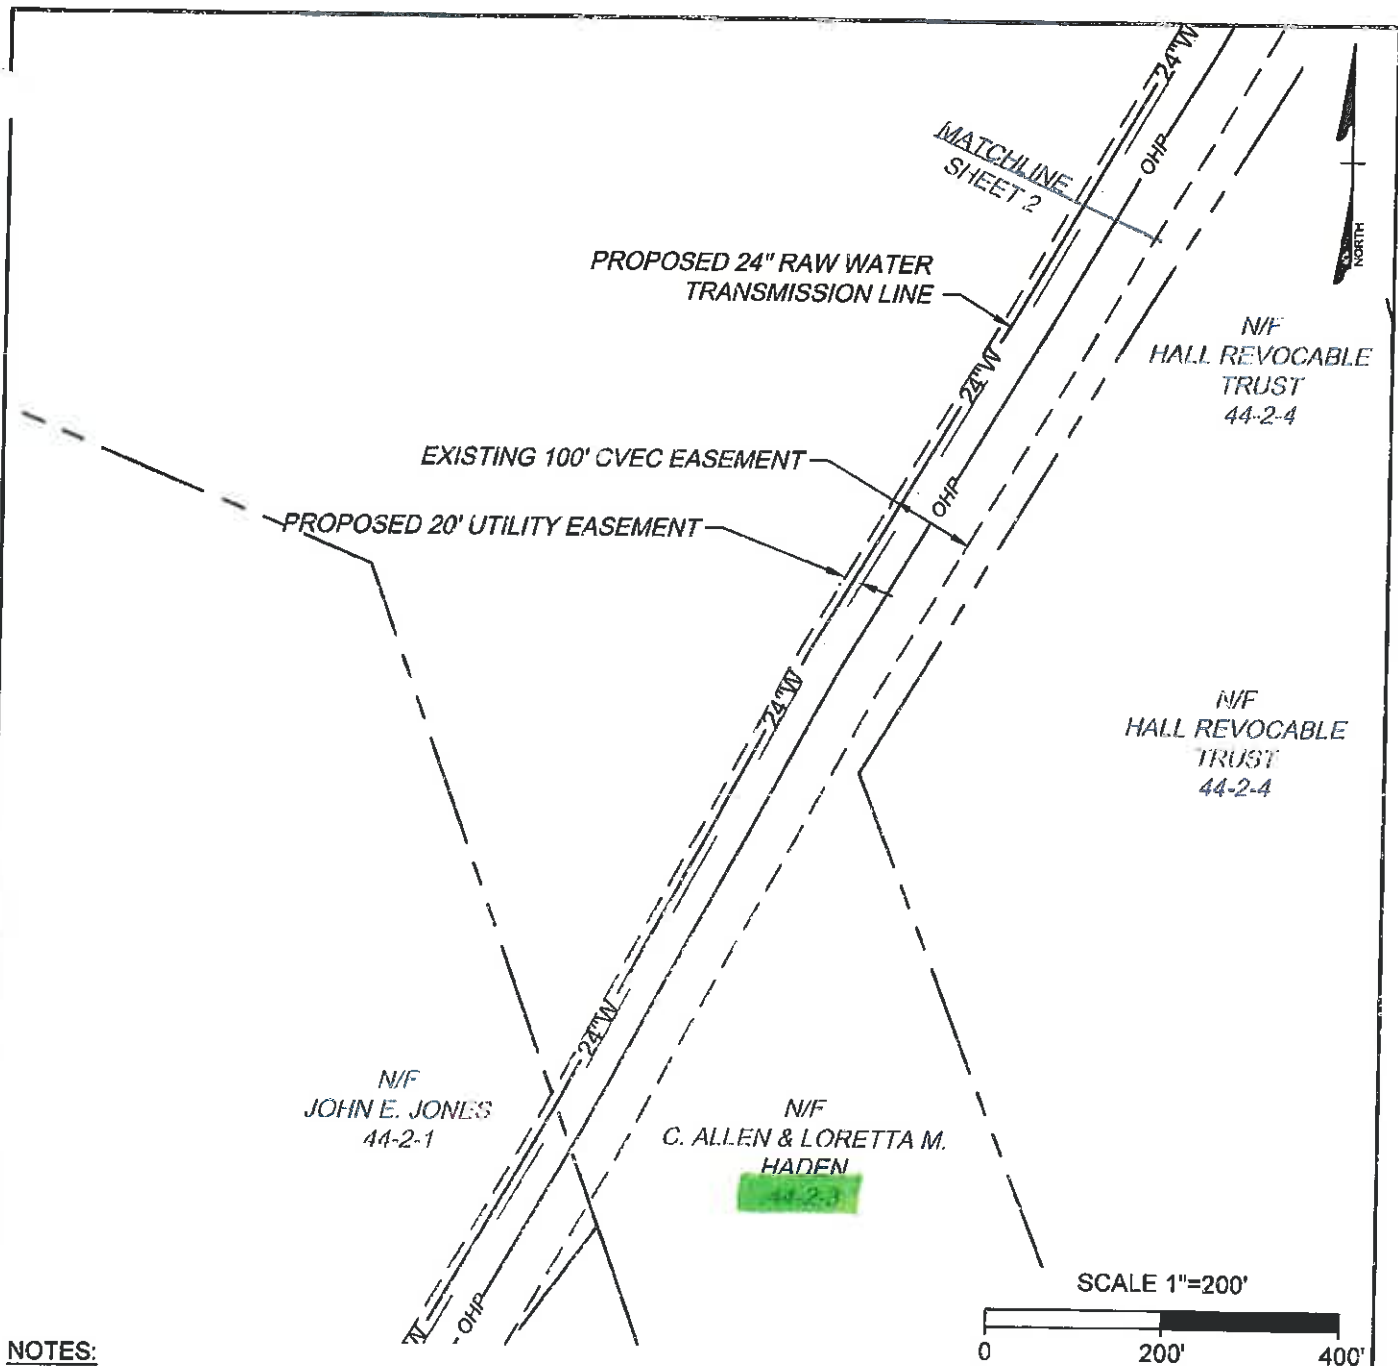 24"W
MATCHLINE
SHEET 2
OHP
NORTH
PROPOSED 24" RAW WATER
TRANSMISSION LINE
N/F
HALL REVOCABLE
TRUST
44-2-4
24"W
EXISTING 100' CVEC EASEMENT
OHP
PROPOSED 20' UTILITY EASEMENT
24"W
N/F
HALL REVOCABLE
TRUST
44-2-4
24"W
N/F
JOHN E. JONES
44-2-1
N/F
C. ALLEN & LORETTA M.
HADEN
44-2-3
SCALE 1"=200'
OHP
W
0 200' 400'
NOTES: